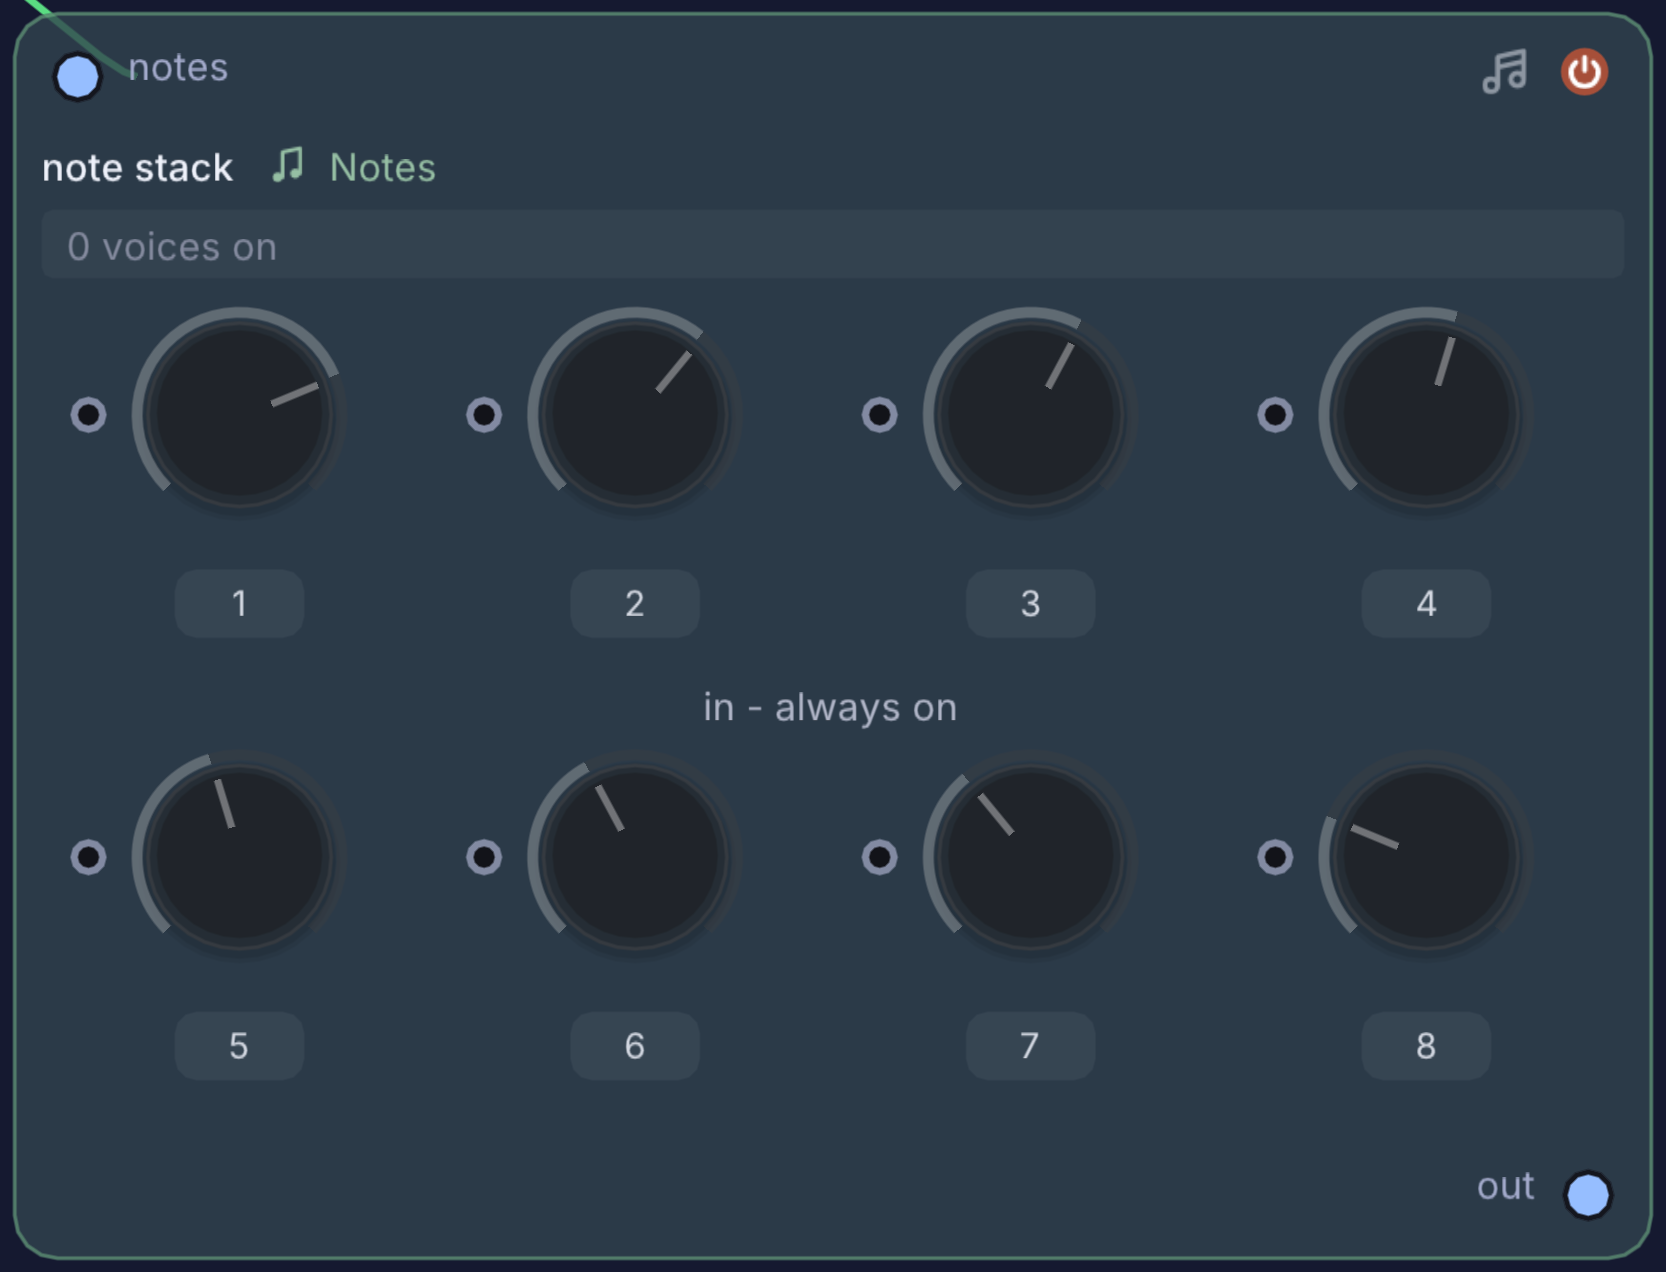 notes
note stack Notes
0 voices on
1 2 3 4
in - always on
5 6 7 8
out